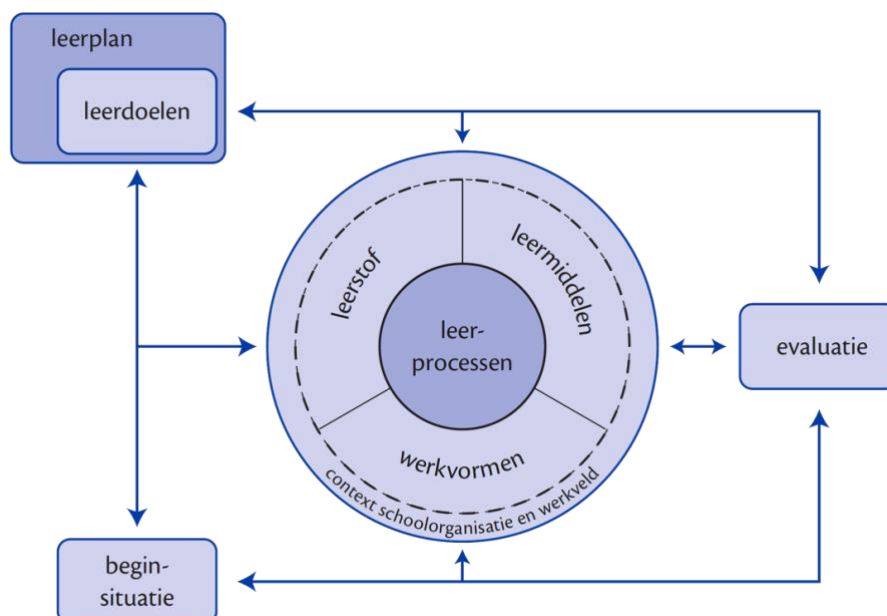 leerplan
leerdoelen
leerstof
leermiddelen
leer-
processen
werkvormen
context schoolorganisatie en werkveld
evaluatie
begin-
situatie